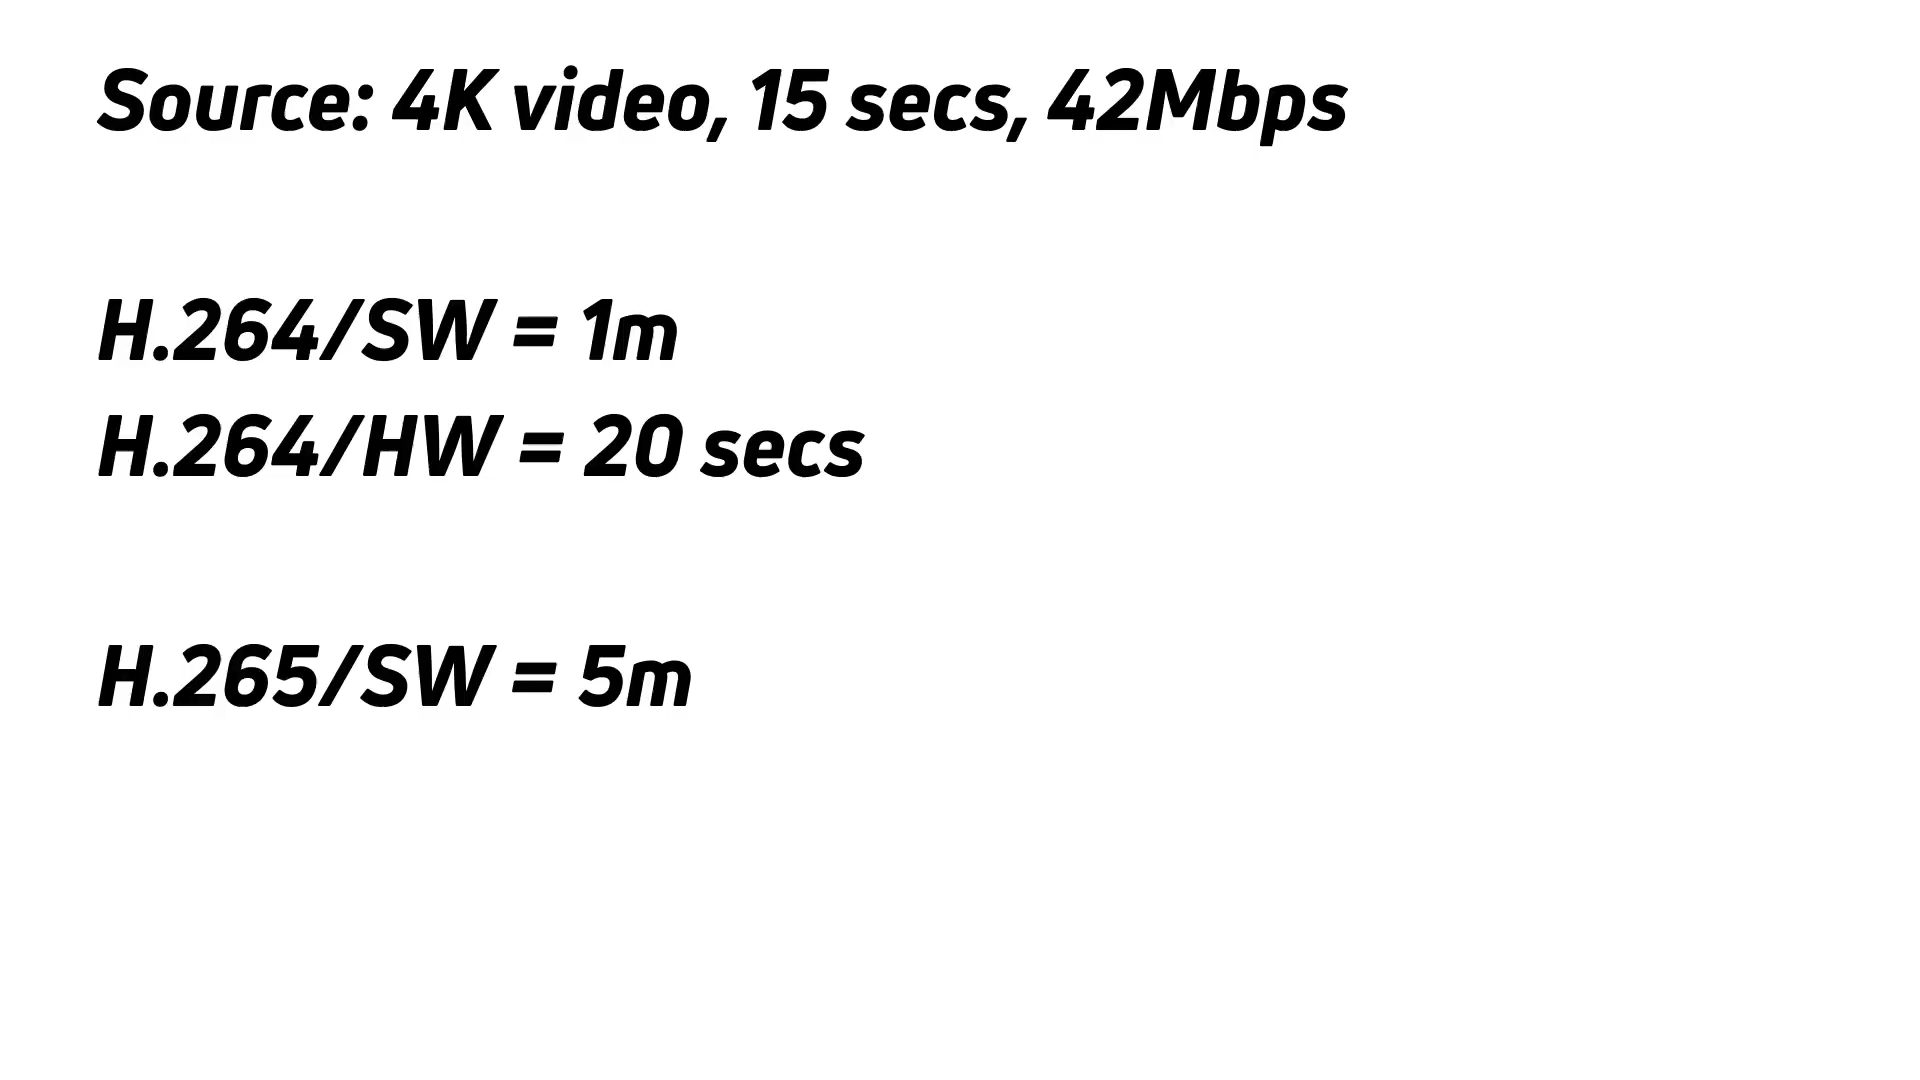 Source: 4K video, 15 secs, 42Mbps
H.264/SW = 1m
H.264/HW = 20 secs
H.265/SW = 5m